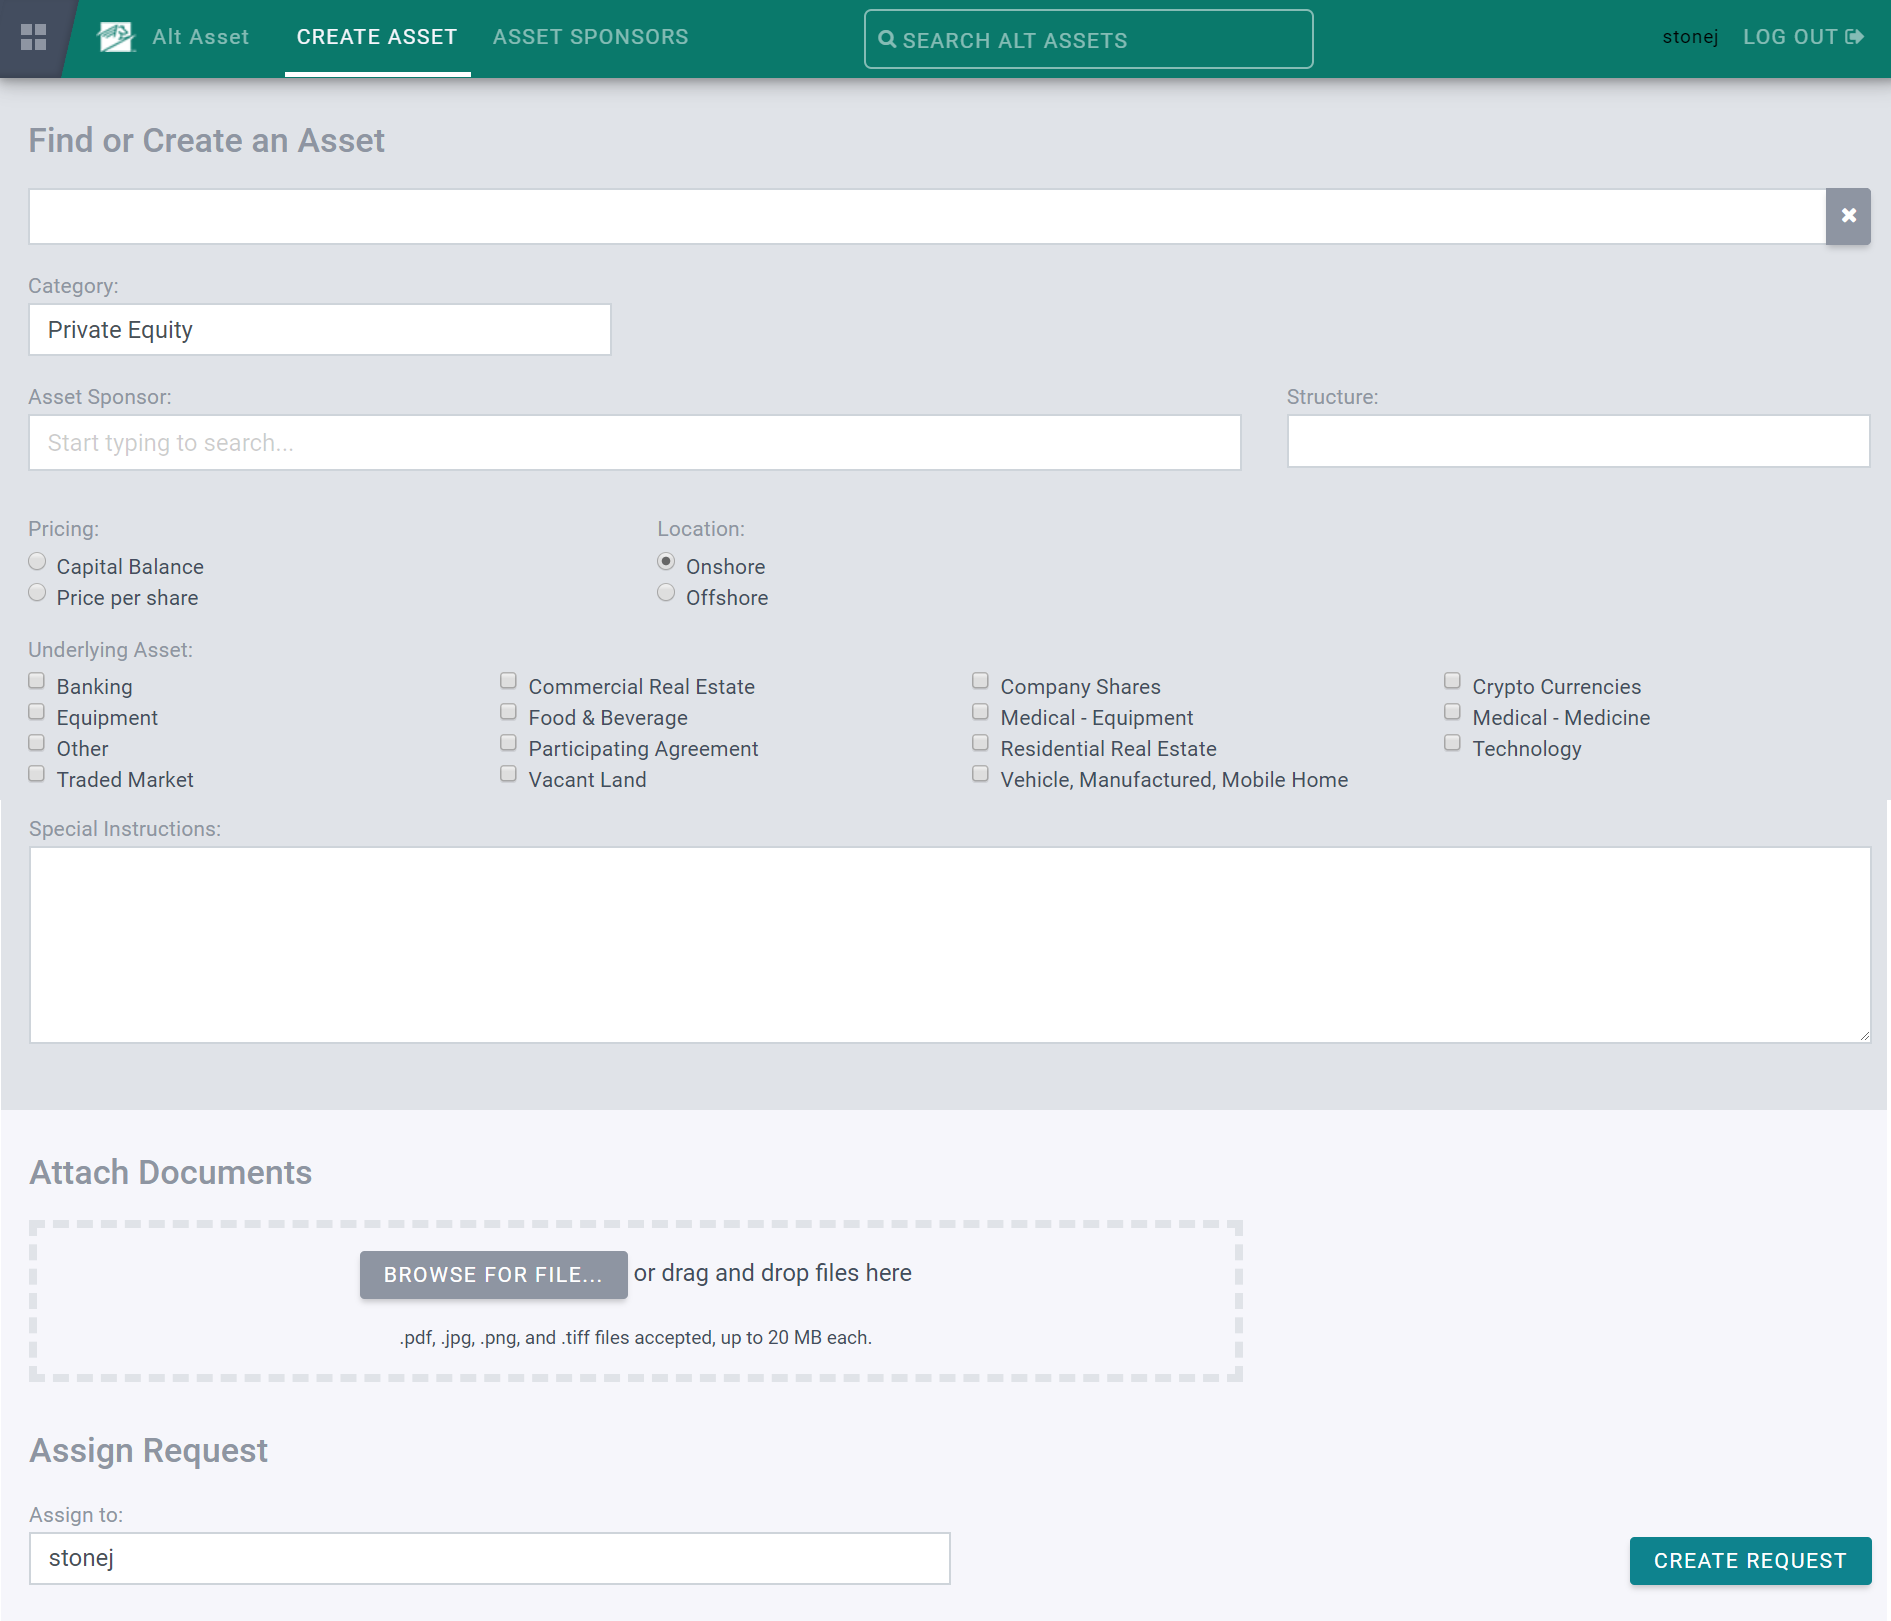 Alt Asset CREATE ASSET ASSET SPONSORS SEARCH ALT ASSETS stonej LOG OUT
Find or Create an Asset
Category:
Private Equity
Asset Sponsor: Structure:
Start typing to search...
Pricing: Location:
Capital Balance Onshore
Price per share Offshore
Underlying Asset:
Banking Commercial Real Estate Company Shares Crypto Currencies
Equipment Food & Beverage Medical - Equipment Medical - Medicine
Other Participating Agreement Residential Real Estate Technology
Traded Market Vacant Land Vehicle, Manufactured, Mobile Home
Special Instructions:
Attach Documents
BROWSE FOR FILE... or drag and drop files here
.pdf, .jpg, .png, and .tiff files accepted, up to 20 MB each.
Assign Request
Assign to:
stonej CREATE REQUEST